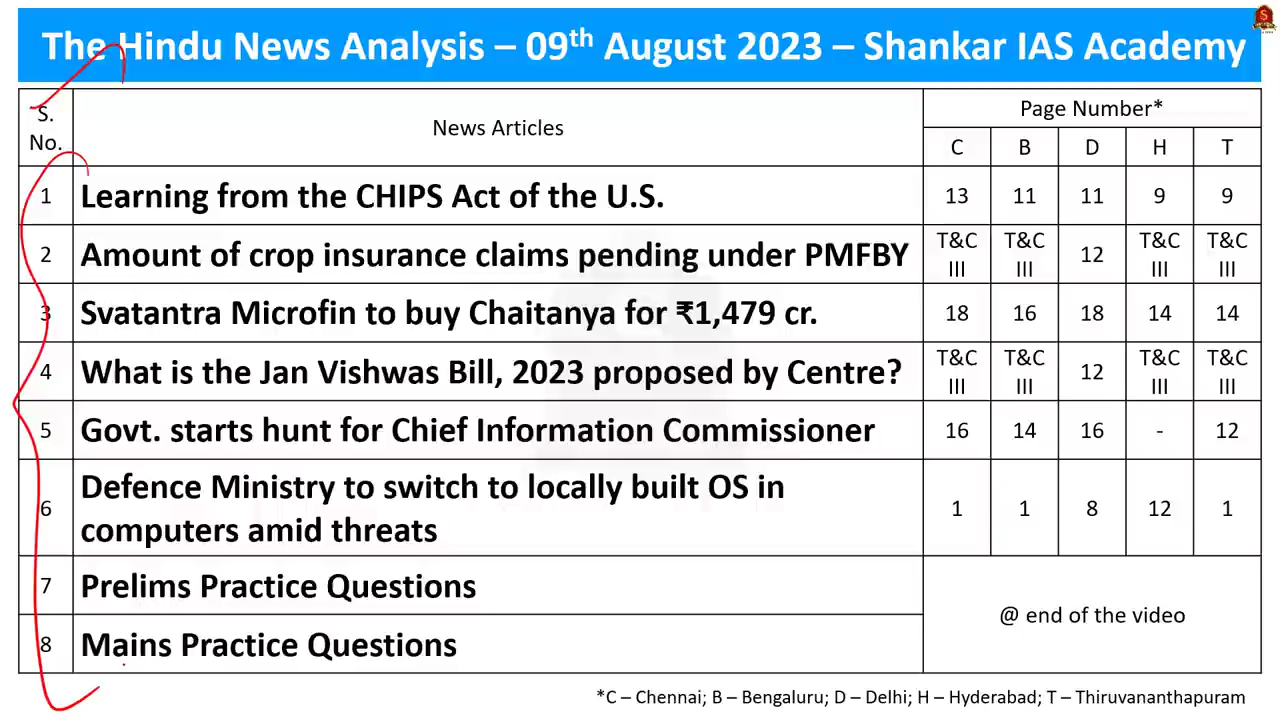 The Hindu News Analysis – 09th August 2023 – Shankar IAS Academy
S. No. News Articles Page Number*
C B D H T
1 Learning from the CHIPS Act of the U.S. 13 11 11 9 9
2 Amount of crop insurance claims pending under PMFBY T&C III T&C III 12 T&C III T&C III
3 Svatantra Microfin to buy Chaitanya for ₹1,479 cr. 18 16 18 14 14
4 What is the Jan Vishwas Bill, 2023 proposed by Centre? T&C III T&C III 12 T&C III T&C III
5 Govt. starts hunt for Chief Information Commissioner 16 14 16 - 12
6 Defence Ministry to switch to locally built OS in
computers amid threats 1 1 8 12 1
7 Prelims Practice Questions
@ end of the video
8 Mains Practice Questions
*C – Chennai; B – Bengaluru; D – Delhi; H – Hyderabad; T – Thiruvananthapuram